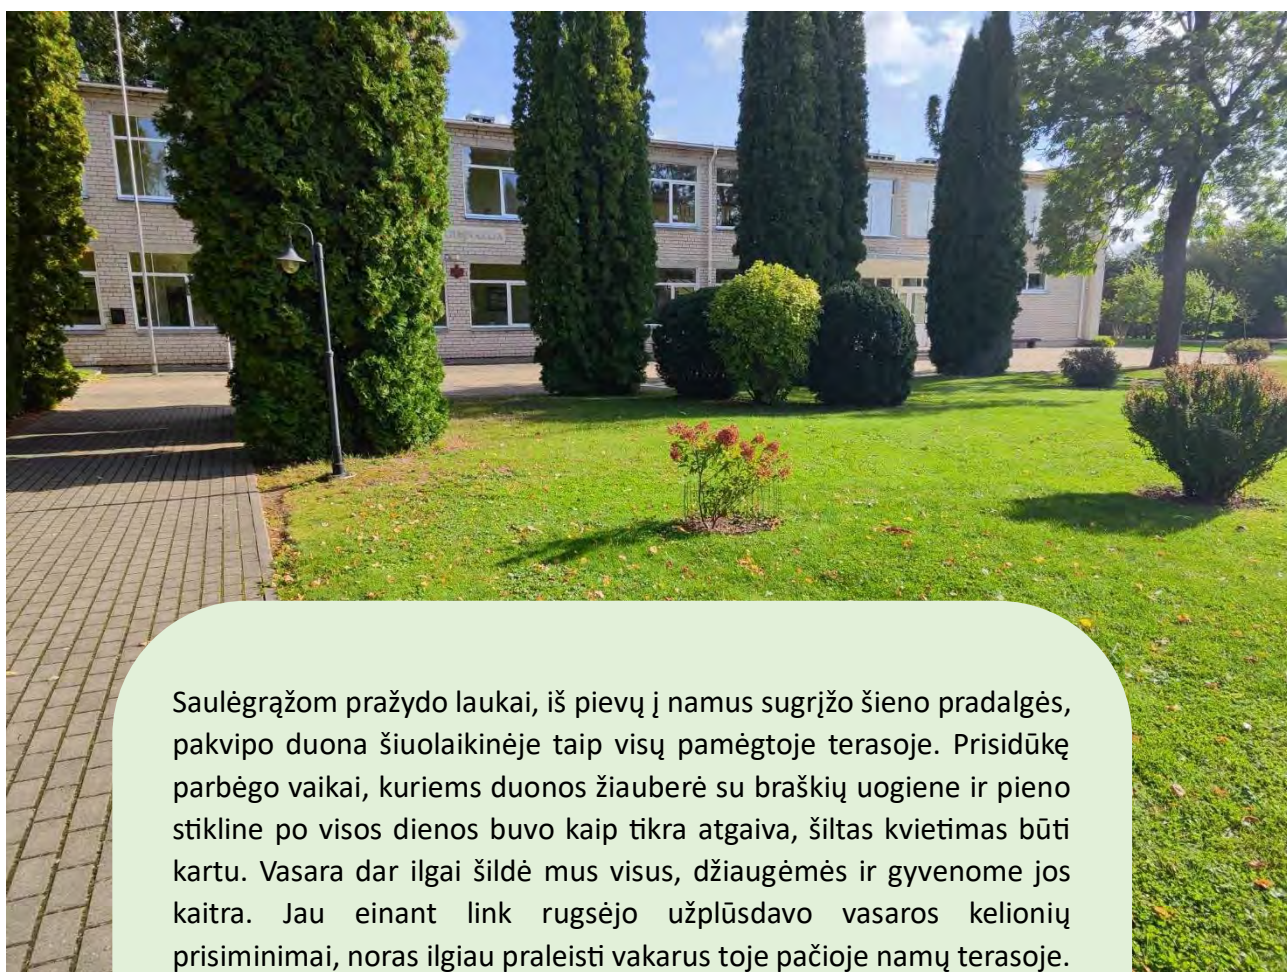 Saulėgrąžom pražydo laukai, iš pievų į namus sugrįžo šieno pradalgės,
pakvipo duona šiuolaikinėje taip visų pamėgtoje terasoje. Prisidūkę
parbėgo vaikai, kuriems duonos žiauberė su braškių uogiene ir pieno
stikline po visos dienos buvo kaip tikra atgaiva, šiltas kvietimas būti
kartu. Vasara dar ilgai šildė mus visus, džiaugėmės ir gyvenome jos
kaitra. Jau einant link rugsėjo užplūsdavo vasaros kelionių
prisiminimai, noras ilgiau praleisti vakarus toje pačioje namų terasoje.